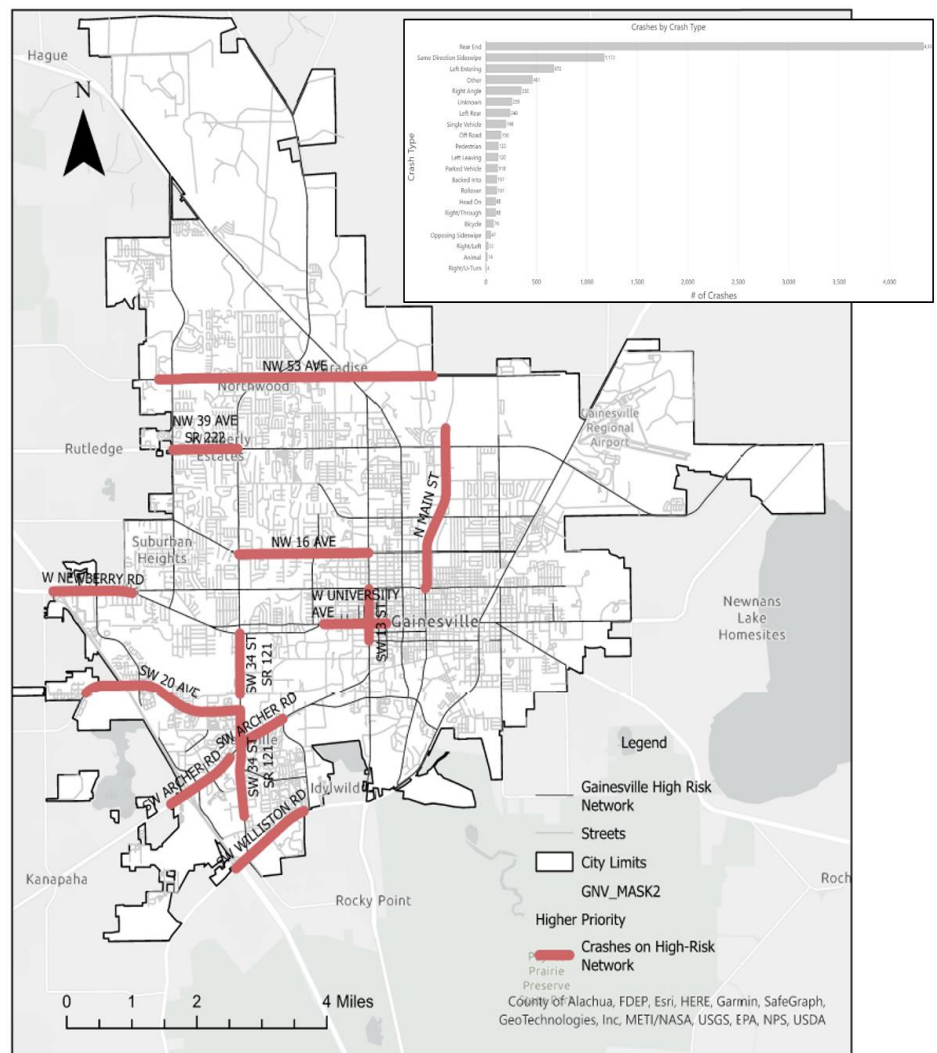 Hague
N
Crashes by Crash Type
Crash Type
Rear End
Same Direction Sideswipe
1,172
Left Entering
672
Other
461
Right Angle
Unknown
Left Rear
Single Vehicle
Off Road
Pedestrian
Left Leaving
Parked Vehicle
Backed Into
Rollover
Head On
Right/Through
Bicycle
Opposing Sideswipe
Right/Left
Animal
Right/U-Turn
0 500 1,000 1,500 2,000 2,500 3,000 3,500 4,000
# of Crashes
NW 53 AVE
Northwood
NW 39 AVE
SR 222
Estates
Rutledge
Gainesville
Regional
Airport
N MAIN ST
Suburban
Heights
NW 16 AVE
W NEWBERRY RD
W UNIVERSITY
AVE
SW 13 ST
Gainesville
Newnans
Lake
Homesites
SW 34 ST
SR 121
SW 20 AVE
SW ARCHER RD
SW ARCHER RD
SW 34 ST
SR 121
Idylwild
SW WILLISTON RD
Kanapaha
Rocky Point
Roch
Legend
Gainesville High Risk
Network
Streets
City Limits
GNV_MASK2
Higher Priority
Crashes on High-Risk
Network
Prairie
Preserve
0 2 4 Miles
County of Alachua, FDEP, Esri, HERE, Garmin, SafeGraph,
GeoTechnologies, Inc, METI/NASA, USGS, EPA, NPS, USDA